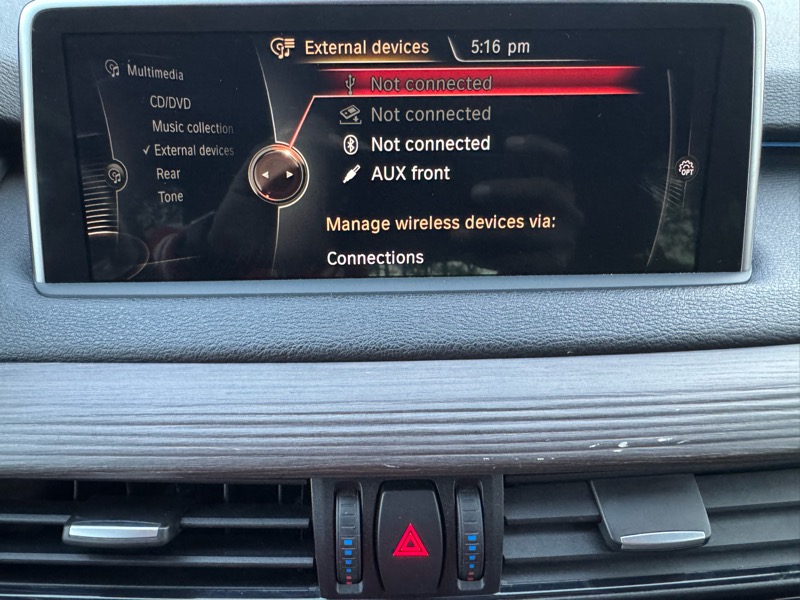 External devices
5:16 pm
Multimedia
CD/DVD
Music collection
External devices
Rear
Tone
Not connected
Not connected
Not connected
AUX front
Manage wireless devices via:
Connections
OPT